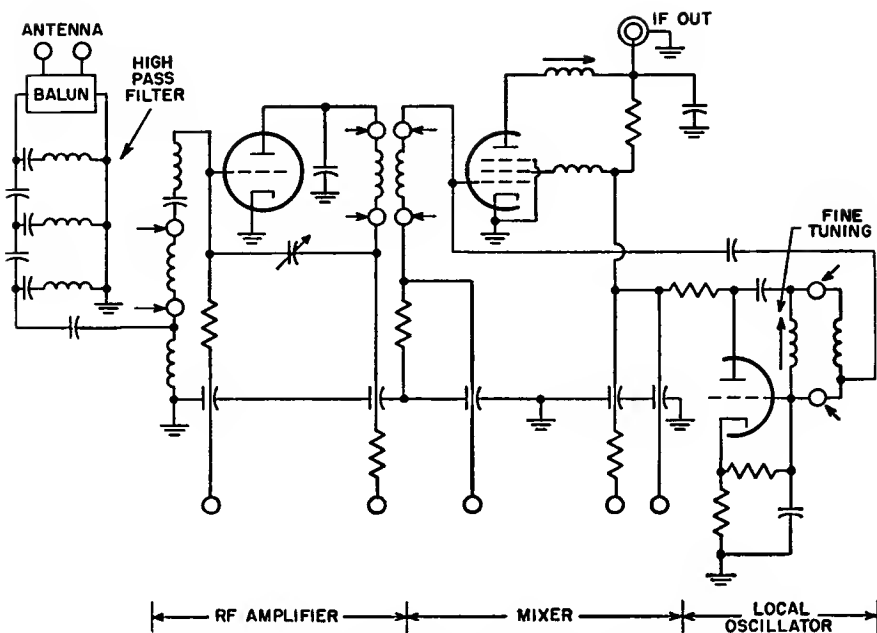 ANTENNA
BALUN
HIGH
PASS
FILTER
IF OUT
FINE
TUNING
RF AMPLIFIER
MIXER
LOCAL
OSCILLATOR